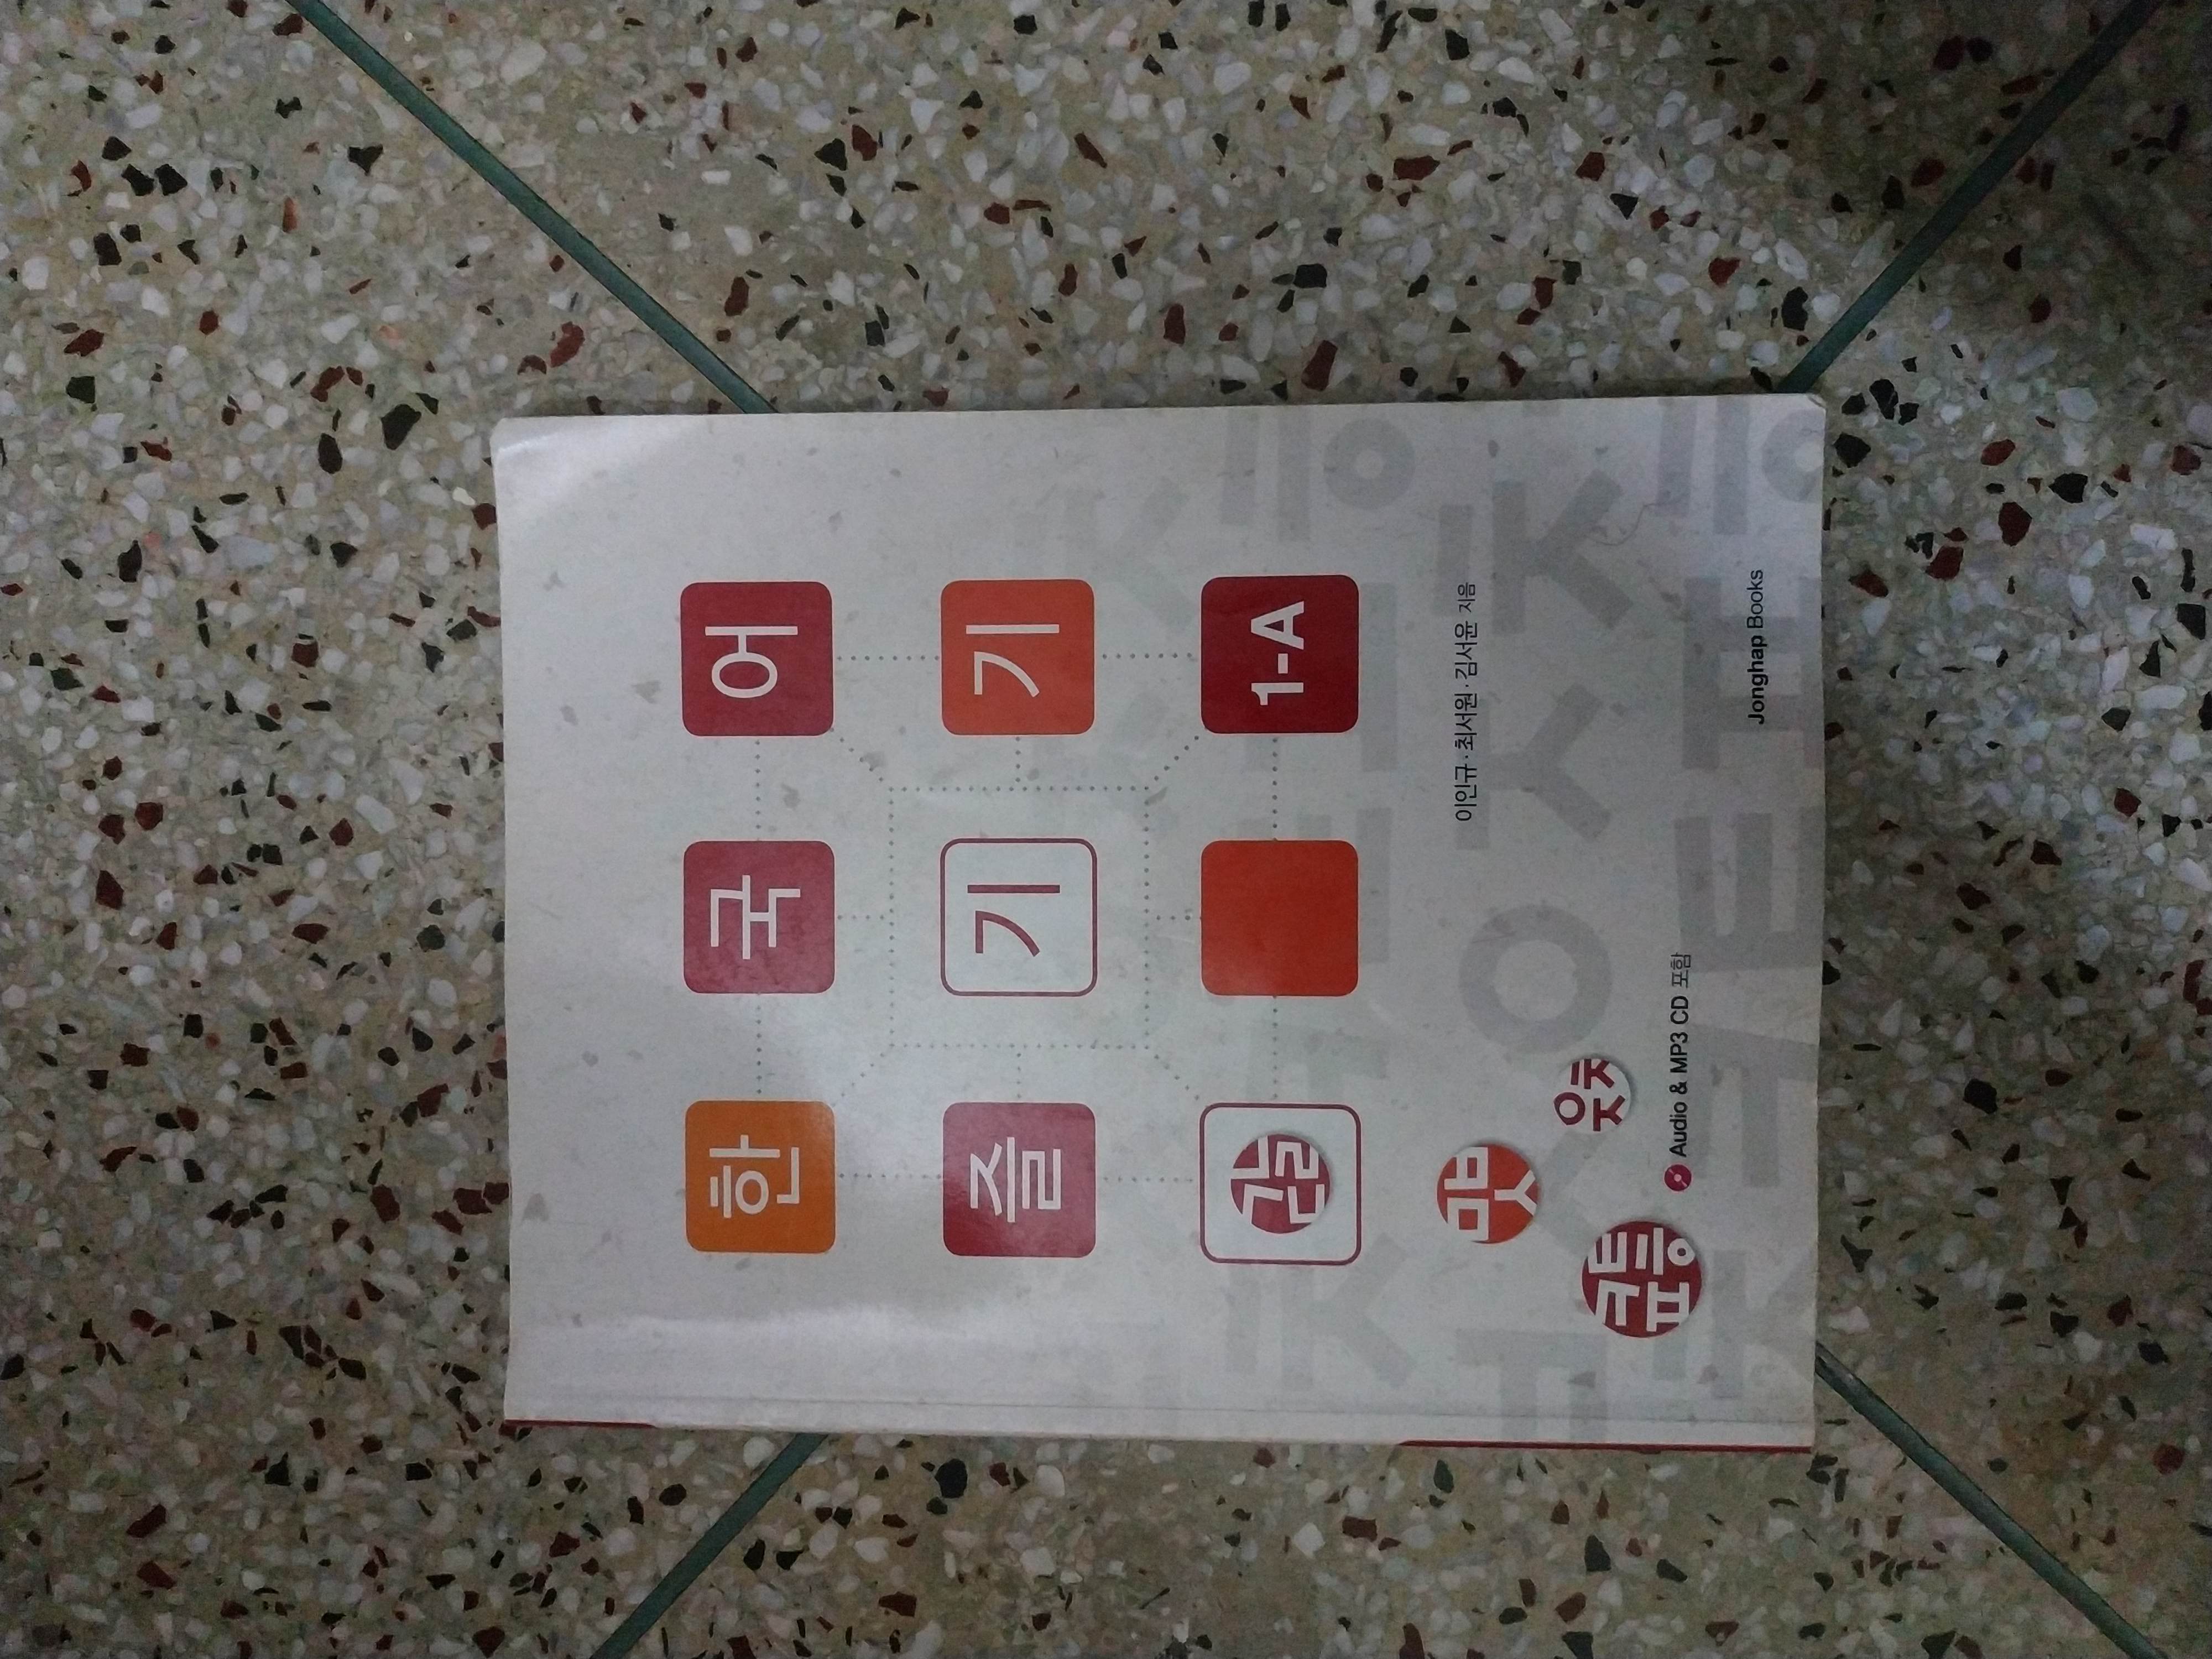 한 국 어
즐 기 기
1-A
이인규·최서원·김서윤 지음
Audio & MP3 CD 포함
Jonghap Books